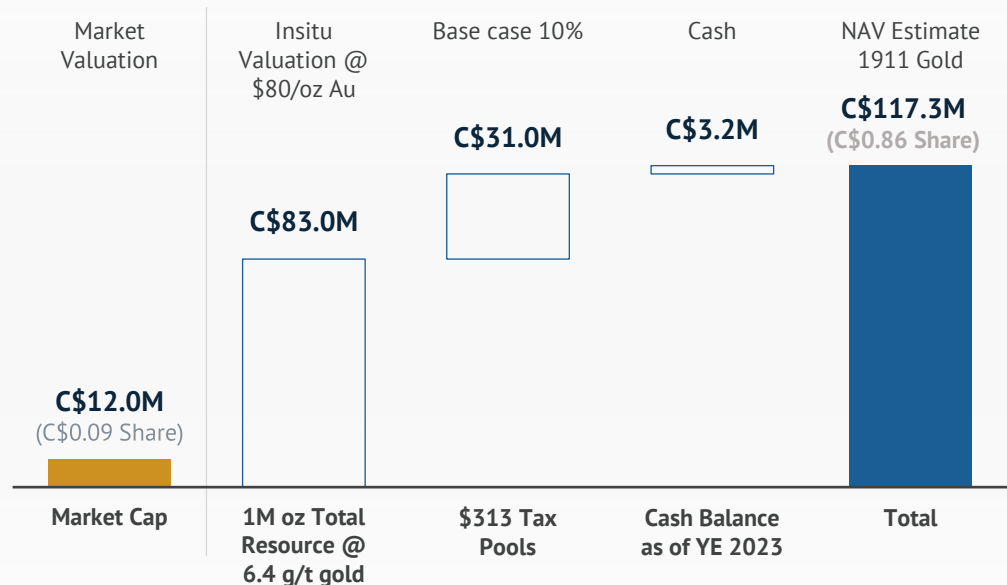 Market
Valuation
Insitu
Valuation @
$80/oz Au
Base case 10%
Cash
NAV Estimate
1911 Gold
C$117.3M
(C$0.86 Share)
C$3.2M
C$31.0M
C$83.0M
C$12.0M
(C$0.09 Share)
Market Cap
1M oz Total
Resource @
6.4 g/t gold
$313 Tax
Pools
Cash Balance
as of YE 2023
Total